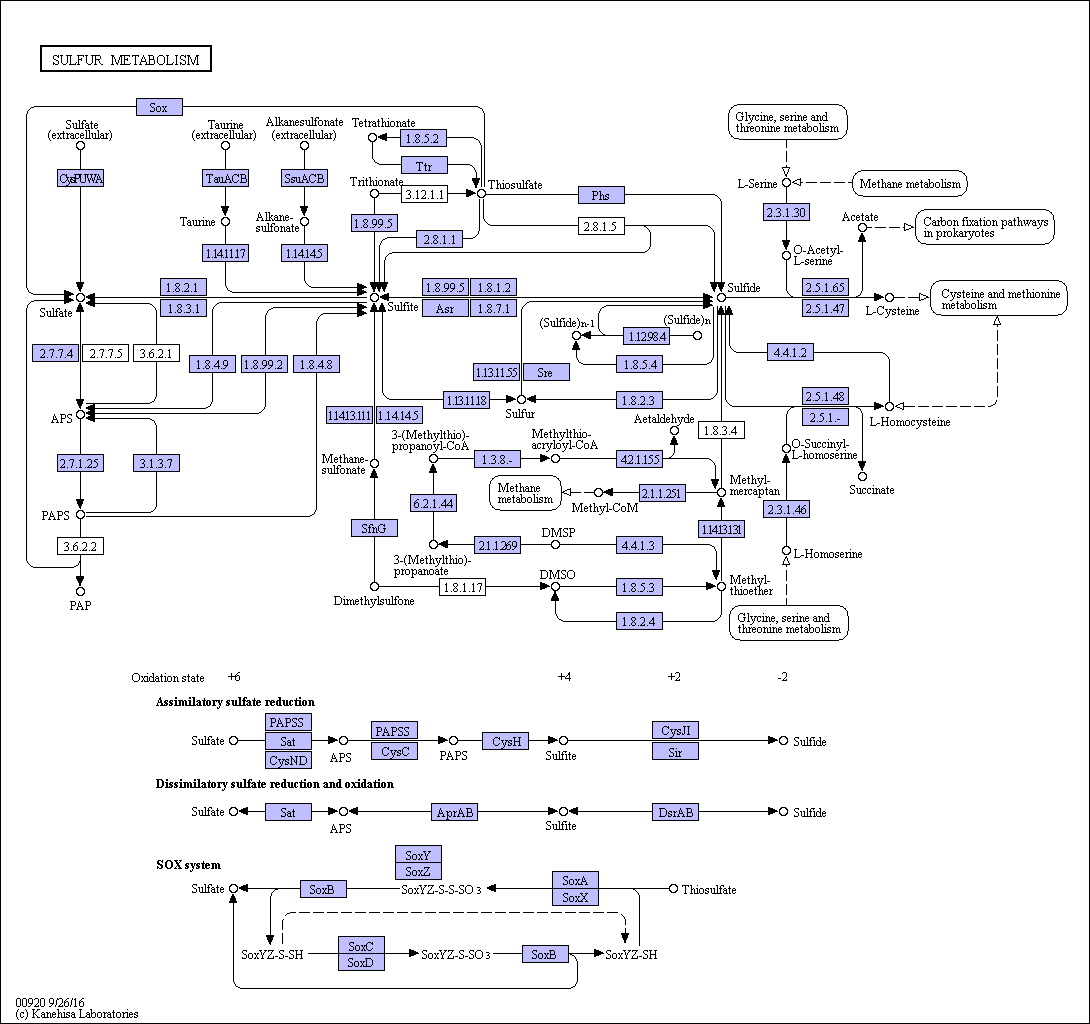 SULFUR METABOLISM
Sox
Sulfate
(extracellular)
Taurine
(extracellular)
Alkanesulfonate
(extracellular)
Tetrathionate
1.8.5.2
Ttr
Glycine, serine and
threonine metabolism
CysPUWA
TauACB
SsuACB
Trithionate
3.12.1.1
Thiosulfate
Phs
L-Serine
Methane metabolism
Taurine
Alkane-
sulfonate
1.8.99.5
2.8.1.1
2.8.1.5
2.3.1.30
Acetate
Carbon fixation pathways
in prokaryotes
1.14.11.17
1.14.14.5
O-Acetyl-
L-serine
1.8.2.1
1.8.3.1
1.8.99.5
1.8.1.2
Asr
1.8.7.1
Sulfate
Sulfite
Sulfide
2.5.1.65
2.5.1.47
L-Cysteine
Cysteine and methionine
metabolism
(Sulfide)n-1
(Sulfide)n
1.12.98.4
2.7.7.4
2.7.7.5
3.6.2.1
1.8.4.9
1.8.99.2
1.8.4.8
1.13.11.55
Sre
1.8.5.4
4.4.1.2
1.13.11.18
Sulfur
1.8.2.3
2.5.1.48
2.5.1.-
L-Homocysteine
APS
1.14.13.111
1.14.14.5
Aetaldehyde
1.8.3.4
3-(Methylthio)-
propanoyl-CoA
Methylthio-
acryloyl-CoA
O-Succinyl-
L-homoserine
2.7.1.25
3.1.3.7
Methane-
sulfonate
1.3.8.-
4.2.1.155
Succinate
Methane
metabolism
Methyl-CoM
2.1.1.251
Methyl-
mercaptan
PAPS
6.2.1.44
2.3.1.46
SfnG
1.14.13.131
3.6.2.2
2.1.1.269
DMSP
4.4.1.3
L-Homoserine
3-(Methylthio)-
propanoate
PAP
Dimethylsulfone
1.8.1.17
DMSO
1.8.5.3
Methyl-
thioether
1.8.2.4
Glycine, serine and
threonine metabolism
Oxidation state +6 +4 +2 -2
Assimilatory sulfate reduction
PAPSS
Sat
CysND
PAPSS
CysC
CysH
CysJI
Sir
Sulfate
APS
PAPS
Sulfite
Sulfide
Dissimilatory sulfate reduction and oxidation
Sulfate
Sat
APS
AprAB
Sulfite
DsrAB
Sulfide
SOX system
SoxY
SoxZ
Sulfate
SoxB
SoxYZ-S-S-SO3
SoxA
SoxX
Thiosulfate
SoxYZ-S-SH
SoxC
SoxD
SoxYZ-S-SO3
SoxB
SoxYZ-SH
00920 9/26/16
(c) Kanehisa Laboratories